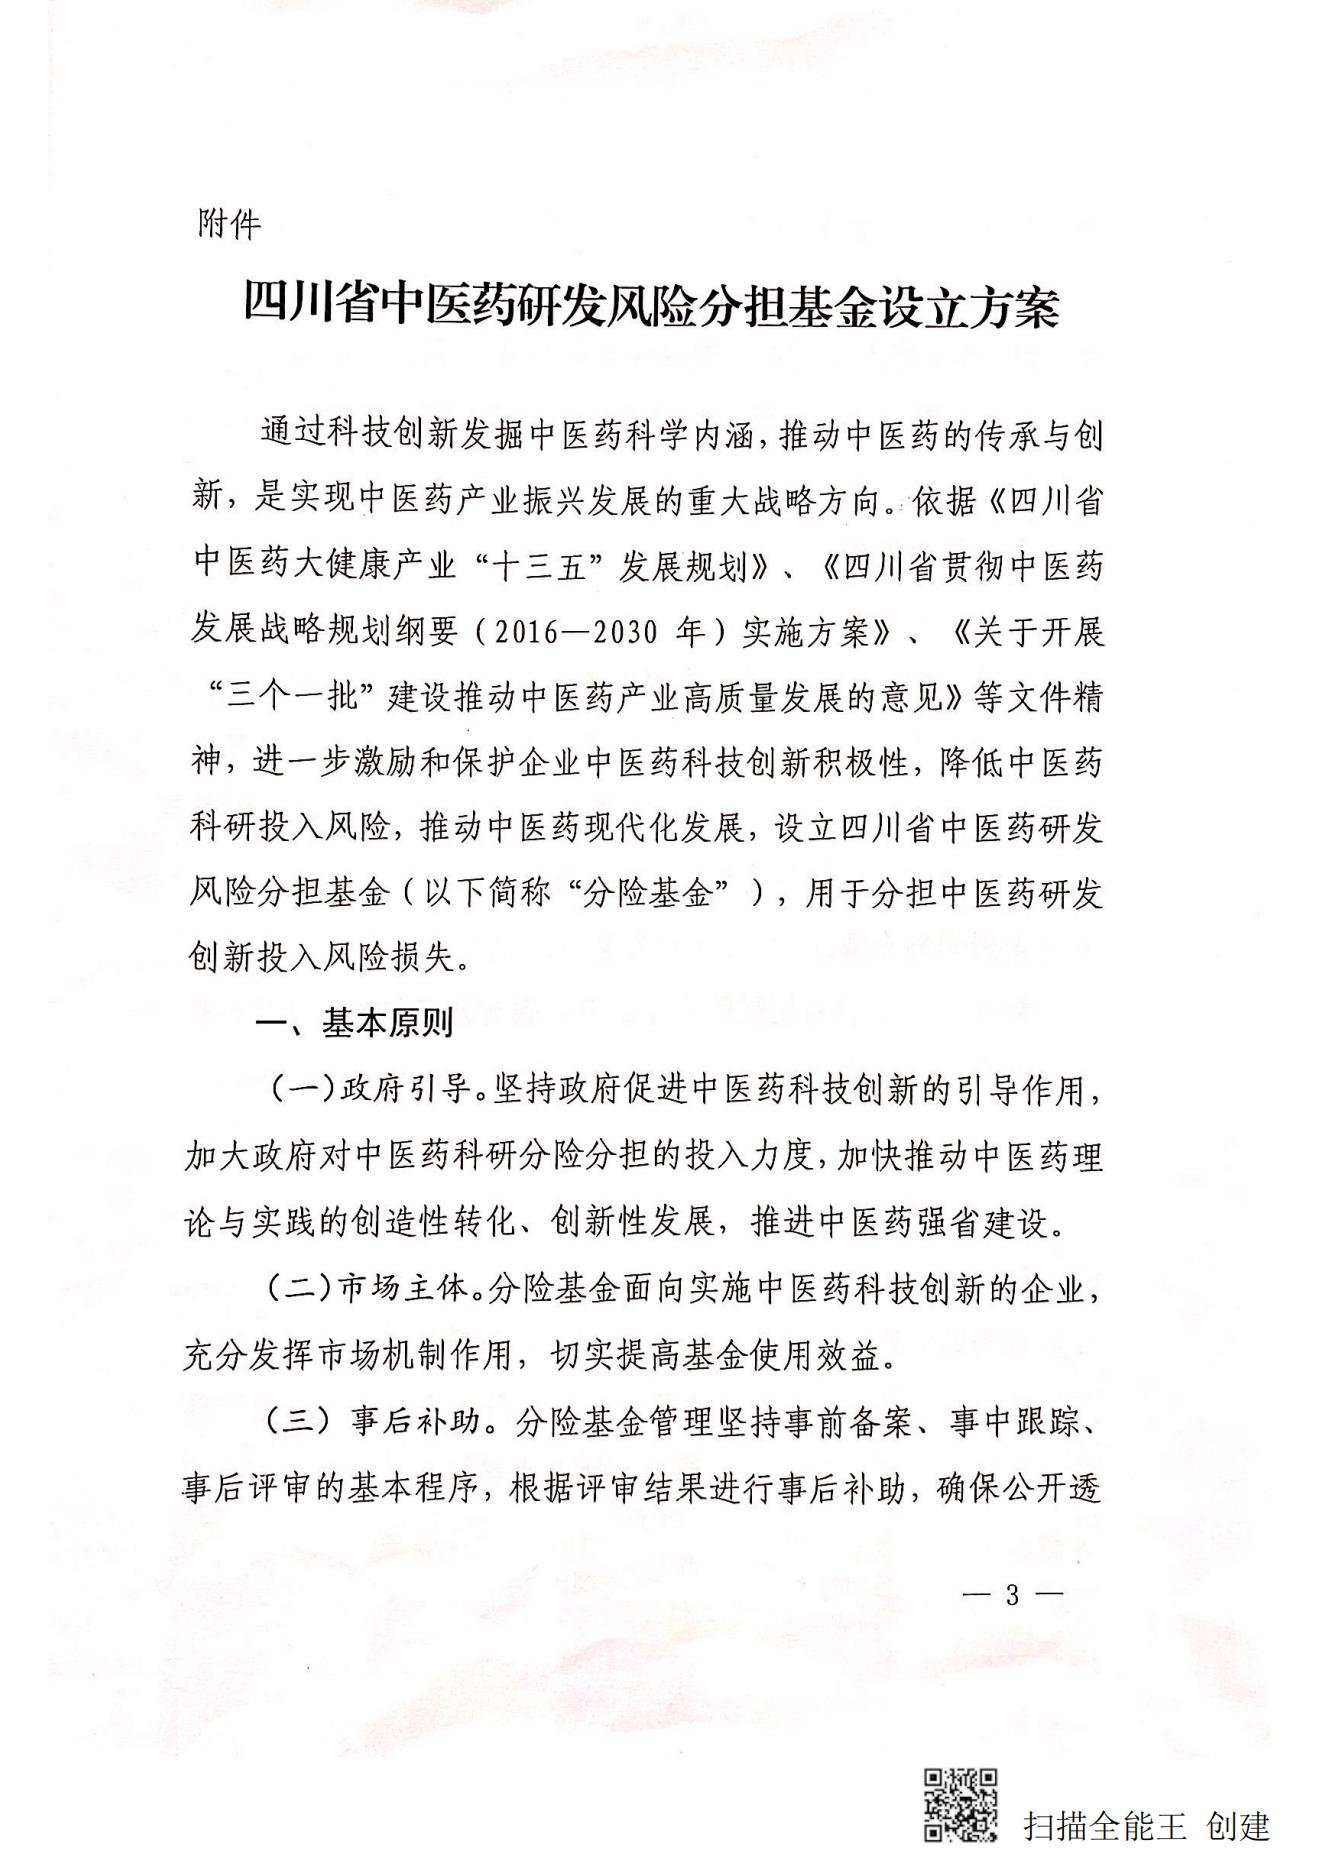 附件
四川省中医药研发风险分担基金设立方案
通过科技创新发掘中医药科学内涵，推动中医药的传承与创
新，是实现中医药产业振兴发展的重大战略方向。依据《四川省
中医药大健康产业“十三五”发展规划》、《四川省贯彻中医药
发展战略规划纲要（2016—2030 年）实施方案》、《关于开展
“三个一批”建设推动中医药产业高质量发展的意见》等文件精
神，进一步激励和保护企业中医药科技创新积极性，降低中医药
科研投入风险，推动中医药现代化发展，设立四川省中医药研发
风险分担基金（以下简称“分险基金”），用于分担中医药研发
创新投入风险损失。
一、基本原则
（一）政府引导。坚持政府促进中医药科技创新的引导作用，
加大政府对中医药科研分险分担的投入力度，加快推动中医药理
论与实践的创造性转化、创新性发展，推进中医药强省建设。
（二）市场主体。分险基金面向实施中医药科技创新的企业，
充分发挥市场机制作用，切实提高基金使用效益。
（三）事后补助。分险基金管理坚持事前备案、事中跟踪、
事后评审的基本程序，根据评审结果进行事后补助，确保公开透
— 3 —
扫描全能王 创建